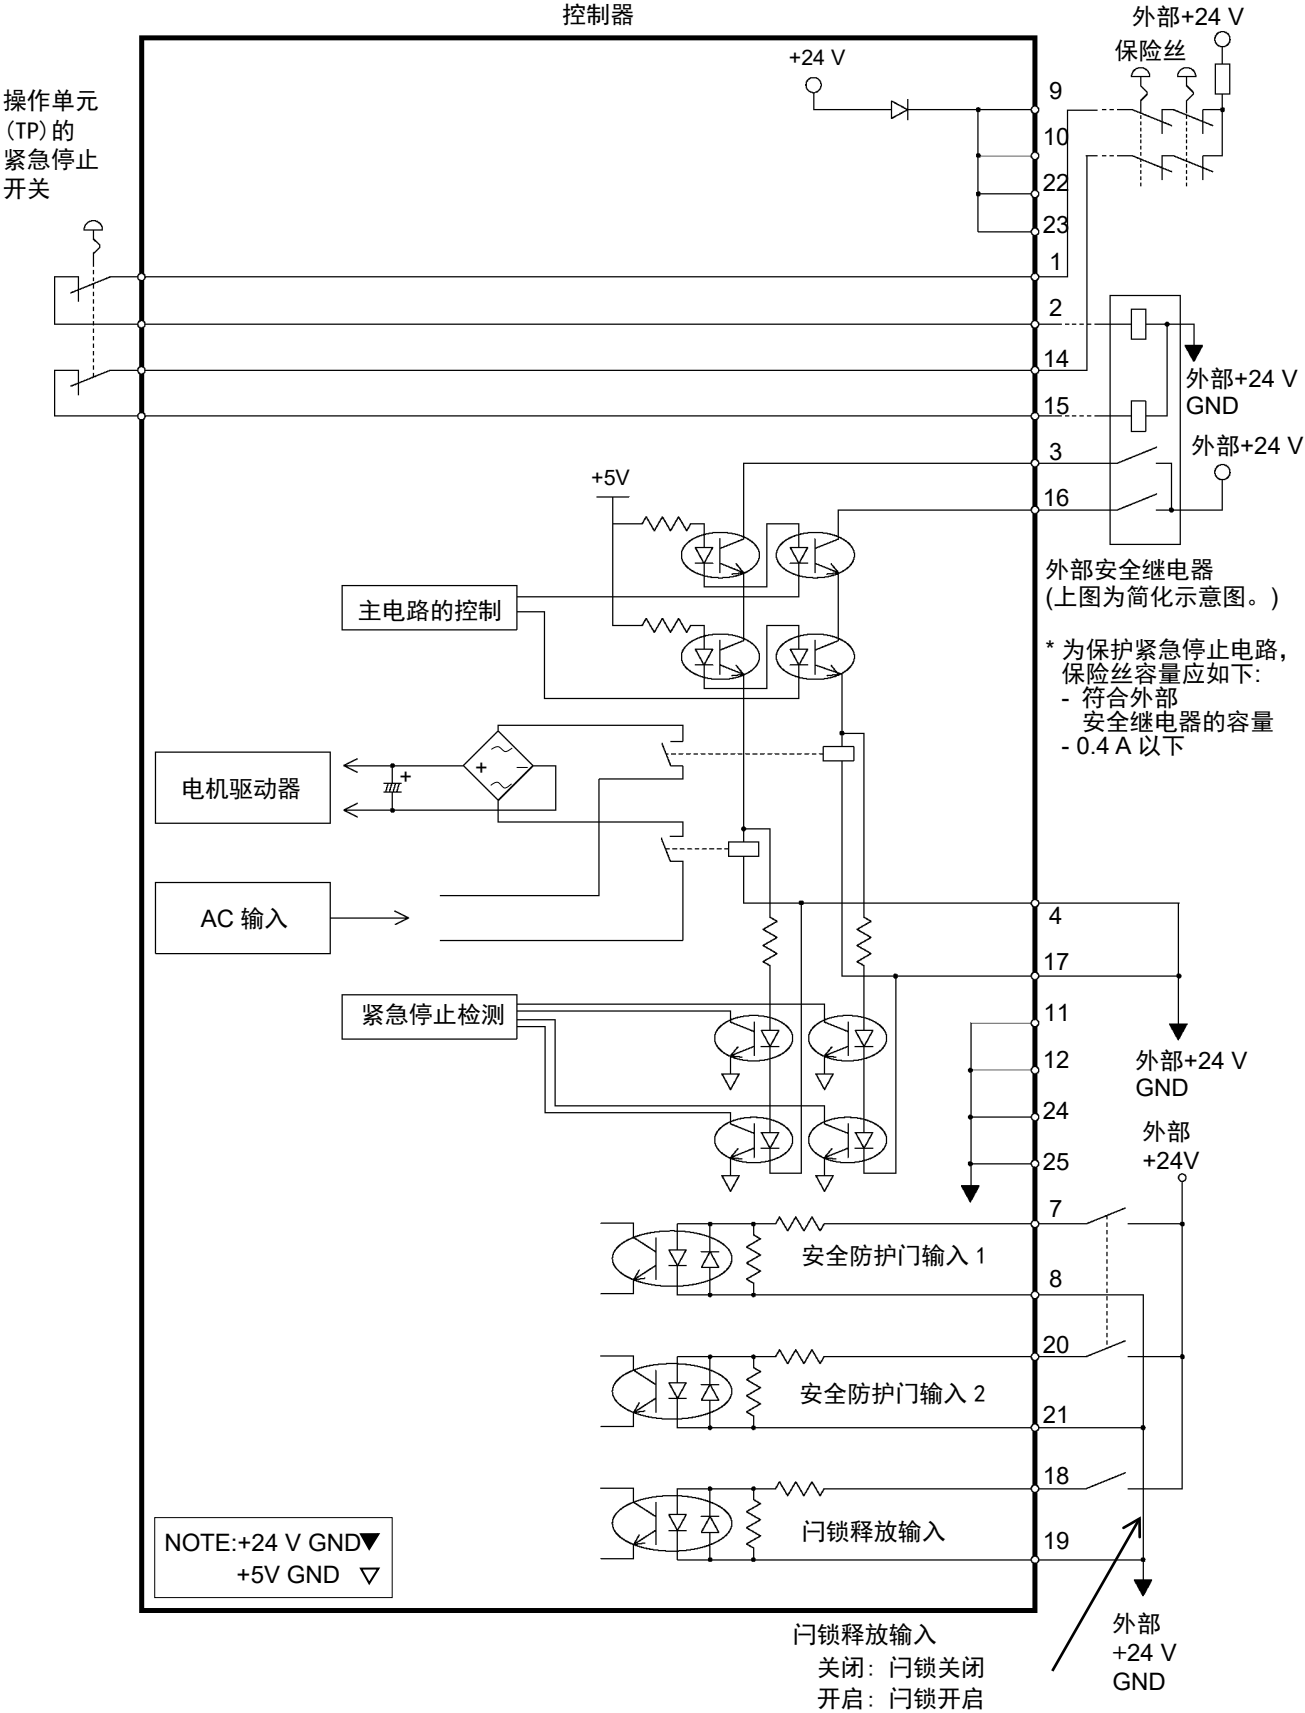 控制器
外部+24 V
保险丝
+24 V
操作单元
(TP)的
紧急停止
开关
9
10
22
23
1
2
14
15
3
16
外部+24 V
GND
外部+24 V
+5V
主电路的控制
外部安全继电器
(上图为简化示意图。)
* 为保护紧急停止电路，
保险丝容量应如下:
- 符合外部
安全继电器的容量
- 0.4 A 以下
电机驱动器
+
+
−
AC 输入
4
17
紧急停止检测
11
12
24
25
外部+24 V
GND
外部
+24V
7
安全防护门输入 1
8
20
安全防护门输入 2
21
18
闩锁释放输入
19
NOTE:+24 V GND▼
+5V GND ▽
外部
+24 V
GND
闩锁释放输入
关闭： 闩锁关闭
开启： 闩锁开启